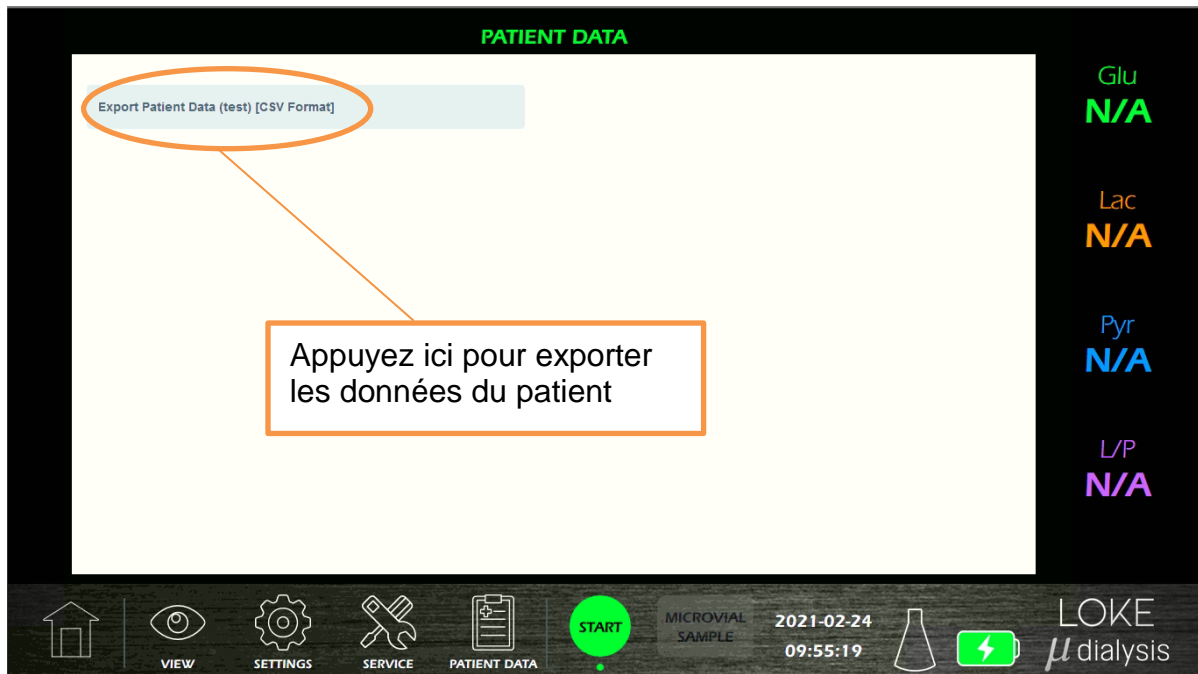 PATIENT DATA
Export Patient Data (test) [CSV Format]
Appuyez ici pour exporter
les données du patient
Glu
N/A
Lac
N/A
Pyr
N/A
L/P
N/A
VIEW
SETTINGS
SERVICE
PATIENT DATA
START
MICROVIAL
SAMPLE
2021-02-24
09:55:19
LOKE
μ dialysis